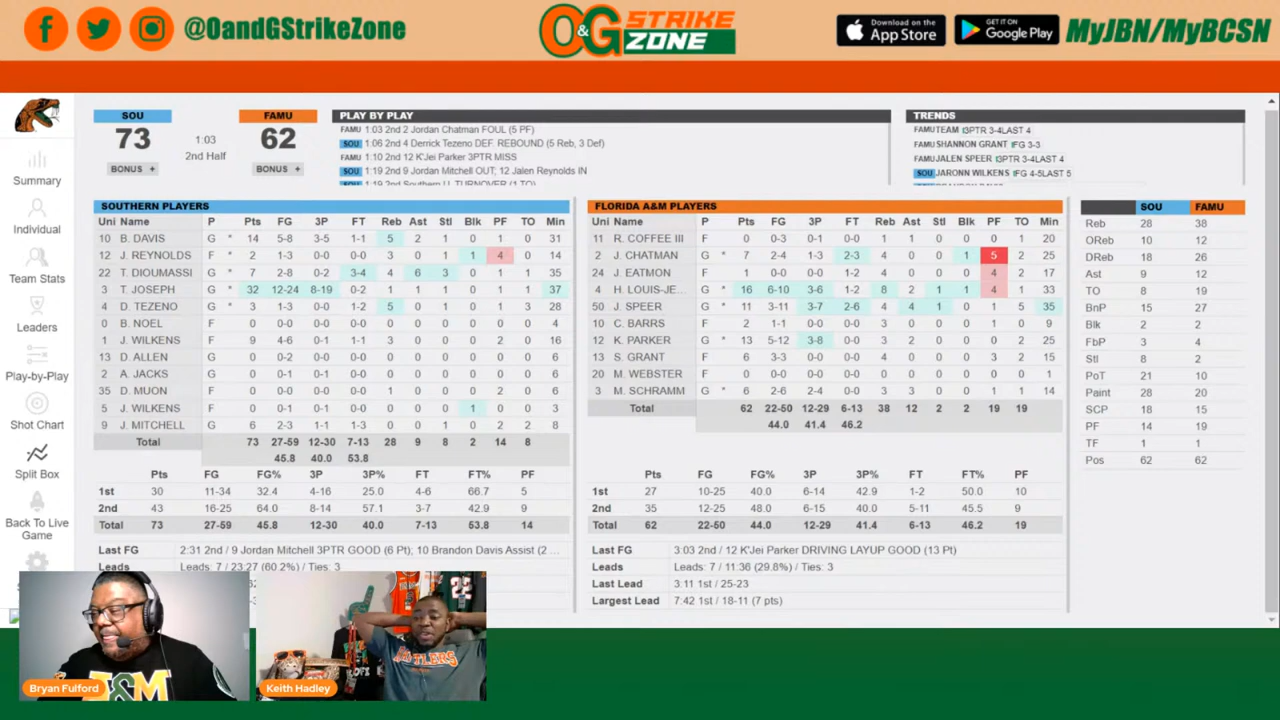 @OandGStrikeZone
O&G STRIKE ZONE
Download on the App Store
GET IT ON Google Play
MyJBN/MyBCSN
SOU
73
BONUS +
1:03
2nd Half
FAMU
62
BONUS +
PLAY BY PLAY
FAMU 1:03 2nd 2 Jordan Chatman FOUL (5 PF)
SOU 1:06 2nd 4 Derrick Tezeno DEF. REBOUND (5 Reb, 3 Def)
FAMU 1:10 2nd 12 K'Jei Parker 3PTR MISS
SOU 1:19 2nd 9 Jordan Mitchell OUT; 12 Jalen Reynolds IN
SOU 1:19 2nd Southern U. TURNOVER (1 TO)
TRENDS
FAMU TEAM 3PTR 3-4LAST 4
FAMU SHANNON GRANT FG 3-3
FAMU JALEN SPEER 3PTR 3-4LAST 4
SOU JARONN WILKENS FG 4-5LAST 5
Summary
Individual
Team Stats
Leaders
Play-by-Play
Shot Chart
Split Box
Back To Live Game
SOUTHERN PLAYERS
Uni Name P Pts FG 3P FT Reb Ast Stl Blk PF TO Min
10 B. DAVIS G * 14 5-8 3-5 1-1 5 2 1 0 1 0 31
12 J. REYNOLDS F * 2 1-3 0-0 0-0 3 0 1 1 4 0 14
22 T. DIOUMASSI G * 7 2-8 0-2 3-4 4 6 3 0 1 1 35
3 T. JOSEPH G * 32 12-24 8-19 0-2 1 1 1 0 1 1 37
4 D. TEZENO G * 3 1-3 0-0 1-2 5 0 1 0 1 3 28
0 B. NOEL F 0 0-0 0-0 0-0 0 0 0 0 0 0 4
1 J. WILKENS F 9 4-6 0-1 1-1 3 0 0 0 2 0 16
13 D. ALLEN G 0 0-2 0-0 0-0 0 0 0 0 0 0 6
2 A. JACKS G 0 0-1 0-1 0-0 0 0 0 0 0 0 5
35 D. MUON F 0 0-0 0-0 0-0 1 0 0 0 2 0 6
5 J. WILKENS F 0 0-1 0-1 0-0 0 0 0 1 0 0 3
9 J. MITCHELL G 6 2-3 1-1 1-3 0 0 0 0 2 2 8
Total 73 27-59 12-30 7-13 28 9 8 2 14 8
45.8 40.0 53.8
Pts FG FG% 3P 3P% FT FT% PF
1st 30 11-34 32.4 4-16 25.0 4-6 66.7 5
2nd 43 16-25 64.0 8-14 57.1 3-7 42.9 9
Total 73 27-59 45.8 12-30 40.0 7-13 53.8 14
Last FG 2:31 2nd / 9 Jordan Mitchell 3PTR GOOD (6 Pt); 10 Brandon Davis Assist (2 ...
Leads Leads: 7 / 23:27 (60.2%) / Ties: 3
FLORIDA A&M PLAYERS
Uni Name P Pts FG 3P FT Reb Ast Stl Blk PF TO Min
11 R. COFFEE III F 0 0-3 0-1 0-0 1 1 0 0 0 1 20
2 J. CHATMAN G * 7 2-4 1-3 2-3 3 1 0 1 5 2 25
24 J. EATMON F 1 0-0 0-0 1-2 7 0 0 0 4 2 17
4 H. LOUIS-JE... G * 16 6-10 3-6 1-2 8 2 1 1 4 1 33
50 J. SPEER G * 11 3-11 3-7 2-6 4 4 1 0 1 5 35
10 C. BARRS F 2 1-1 0-0 0-0 3 0 0 0 1 0 9
12 K. PARKER G * 13 5-12 3-8 0-0 3 2 0 0 2 2 25
13 S. GRANT F 6 3-3 0-0 0-0 4 0 0 0 3 2 15
20 M. WEBSTER F 0 0-0 0-0 0-0 0 0 0 0 0 0 1
3 M. SCHRAMM G * 6 2-6 2-4 0-0 3 3 0 0 1 1 14
Total 62 22-50 12-29 6-13 38 12 2 2 19 19
44.0 41.4 46.2
Pts FG FG% 3P 3P% FT FT% PF
1st 27 10-25 40.0 6-14 42.9 1-2 50.0 10
2nd 35 12-25 48.0 6-15 40.0 5-11 45.5 9
Total 62 22-50 44.0 12-29 41.4 6-13 46.2 19
Last FG 3:03 2nd / 12 K'Jei Parker DRIVING LAYUP GOOD (13 Pt)
Leads Leads: 7 / 11:36 (29.8%) / Ties: 3
Last Lead 3:11 1st / 25-23
Largest Lead 7:42 1st / 18-11 (7 pts)
SOU FAMU
Reb 28 38
OReb 10 12
DReb 18 26
Ast 9 12
TO 8 19
BnP 15 27
Blk 2 2
FbP 3 4
Stl 8 2
PoT 21 10
Paint 28 20
SCP 18 15
PF 14 19
TF 1 1
Pos 62 62
RATTLERS
Bryan Fulford
Keith Hadley